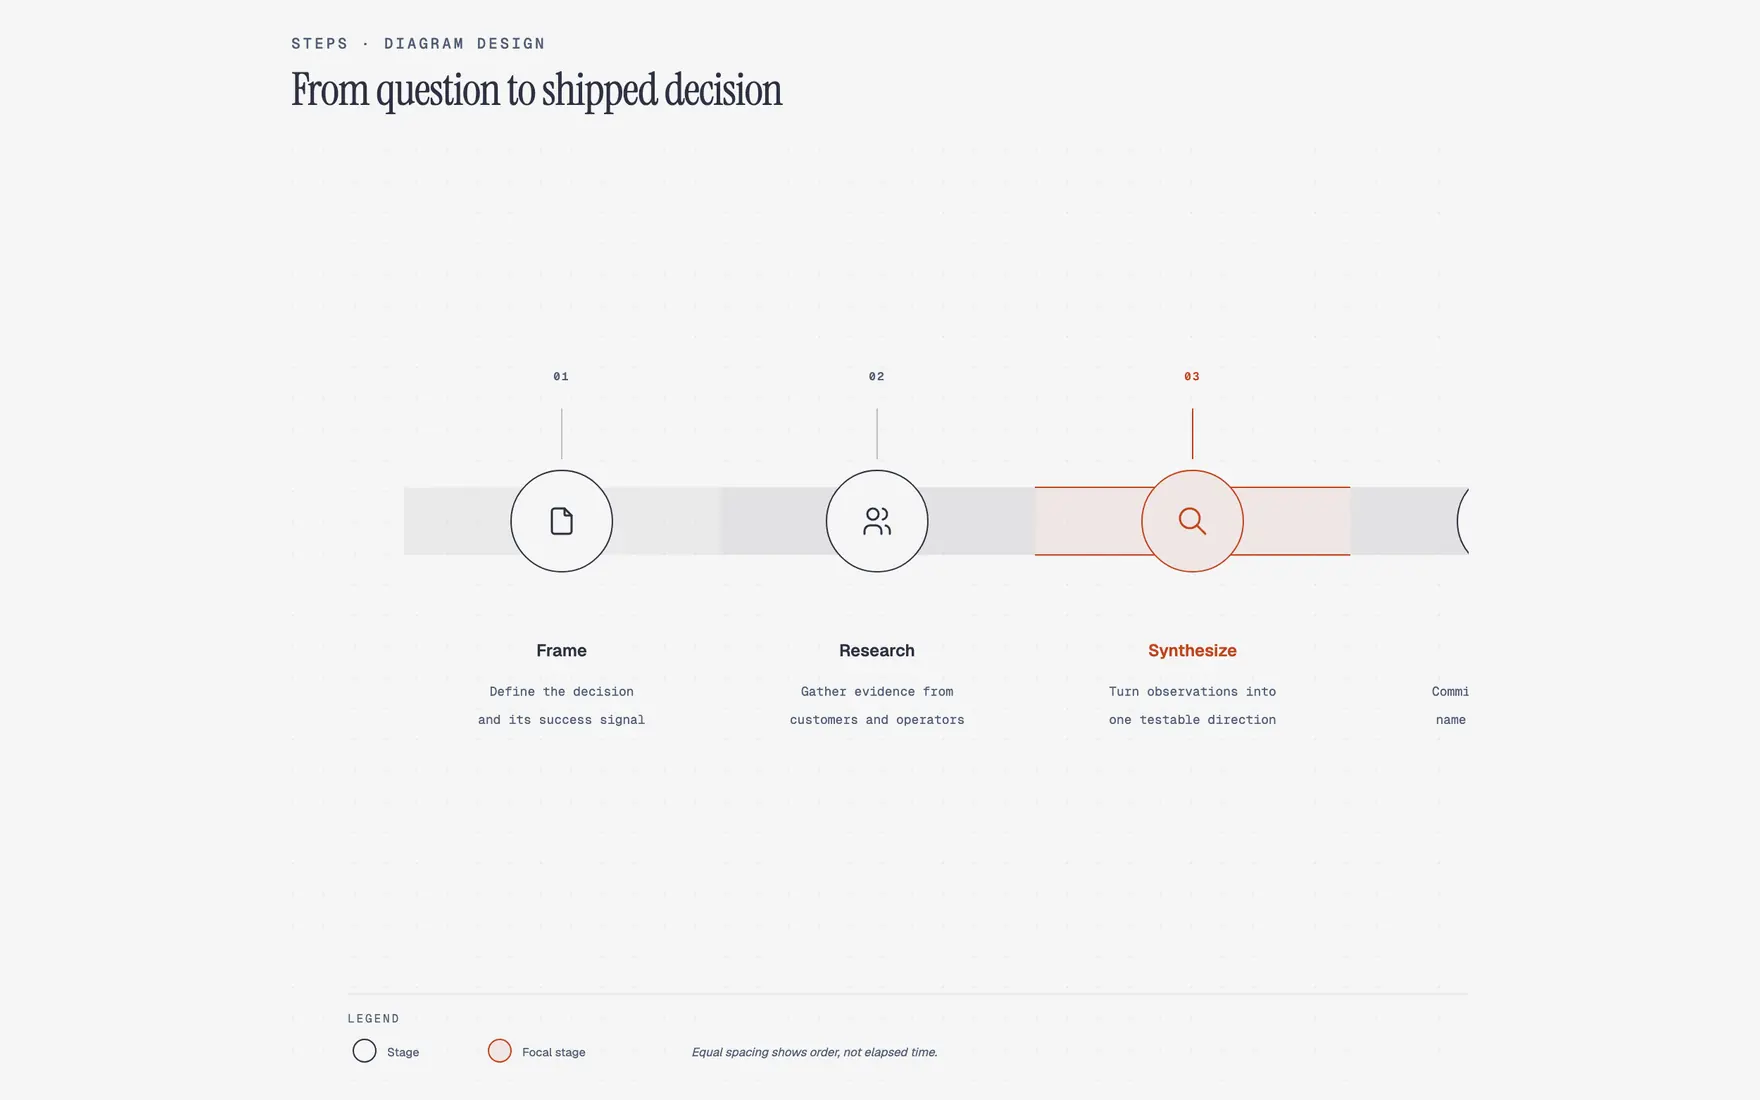 STEPS · DIAGRAM DESIGN
From question to shipped decision
01
02
03
Frame
Research
Synthesize
Define the decision
and its success signal
Gather evidence from
customers and operators
Turn observations into
one testable direction
Commi
name
LEGEND
Stage
Focal stage
Equal spacing shows order, not elapsed time.